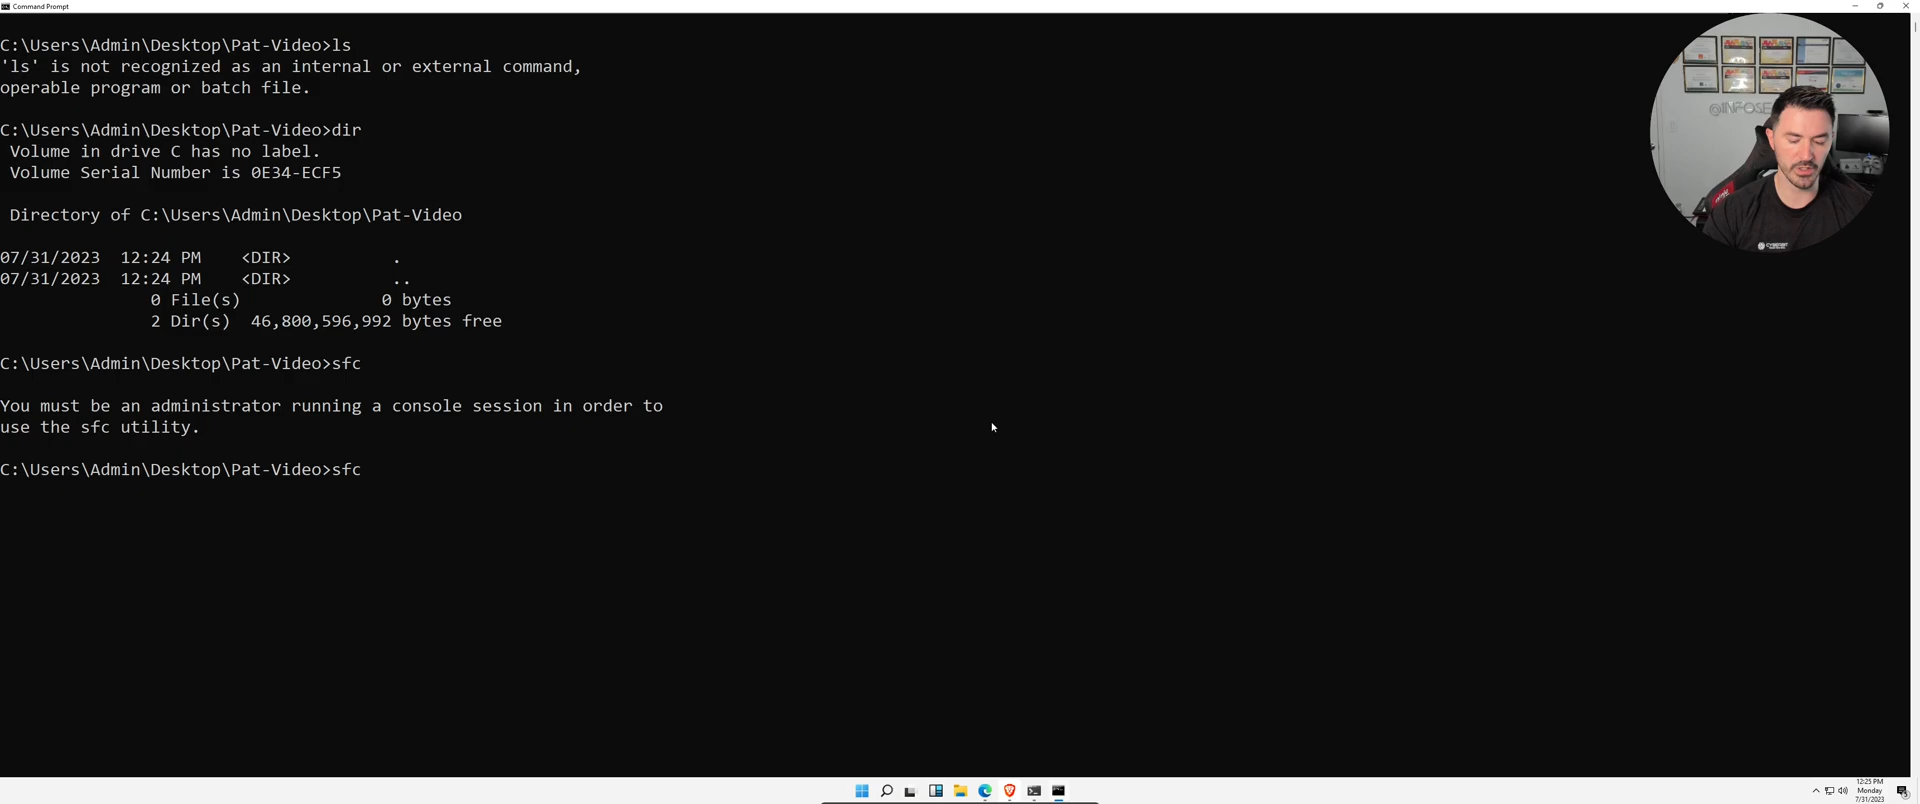 Command Prompt
C:\Users\Admin\Desktop\Pat-Video>ls
'ls' is not recognized as an internal or external command,
operable program or batch file.
C:\Users\Admin\Desktop\Pat-Video>dir
Volume in drive C has no label.
Volume Serial Number is 0E34-ECF5
Directory of C:\Users\Admin\Desktop\Pat-Video
07/31/2023  12:24 PM    <DIR>          .
07/31/2023  12:24 PM    <DIR>          ..
0 File(s)              0 bytes
2 Dir(s)  46,800,596,992 bytes free
C:\Users\Admin\Desktop\Pat-Video>sfc
You must be an administrator running a console session in order to
use the sfc utility.
C:\Users\Admin\Desktop\Pat-Video>sfc
@INFOSE
12:25 PM
Monday
7/31/2023